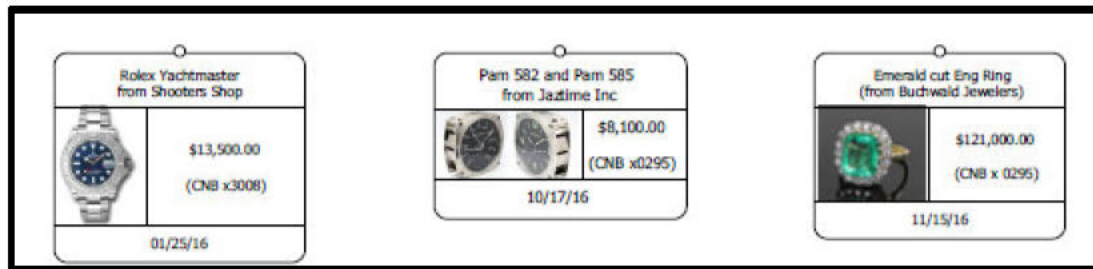 Rolex Yachtmaster
from Shooters Shop
$13,500.00
(CNB x3008)
01/25/16
Pam 582 and Pam 585
from Jaztime Inc
$8,100.00
(CNB x0295)
10/17/16
Emerald cut Eng Ring
(from Buchwald Jewelers)
$121,000.00
(CNB x 0295)
11/15/16